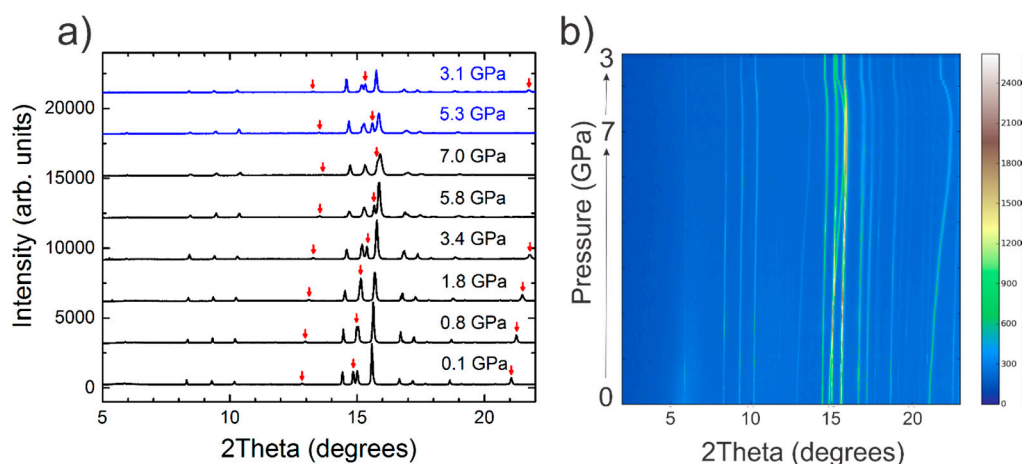 a)
Intensity (arb. units)
20000
15000
10000
5000
0
3.1 GPa
5.3 GPa
7.0 GPa
5.8 GPa
3.4 GPa
1.8 GPa
0.8 GPa
0.1 GPa
5 10 15 20
2Theta (degrees)
b)
Pressure (GPa)
3
7
0
5 10 15 20
2Theta (degrees)
2400
2100
1800
1500
1200
900
600
300
0